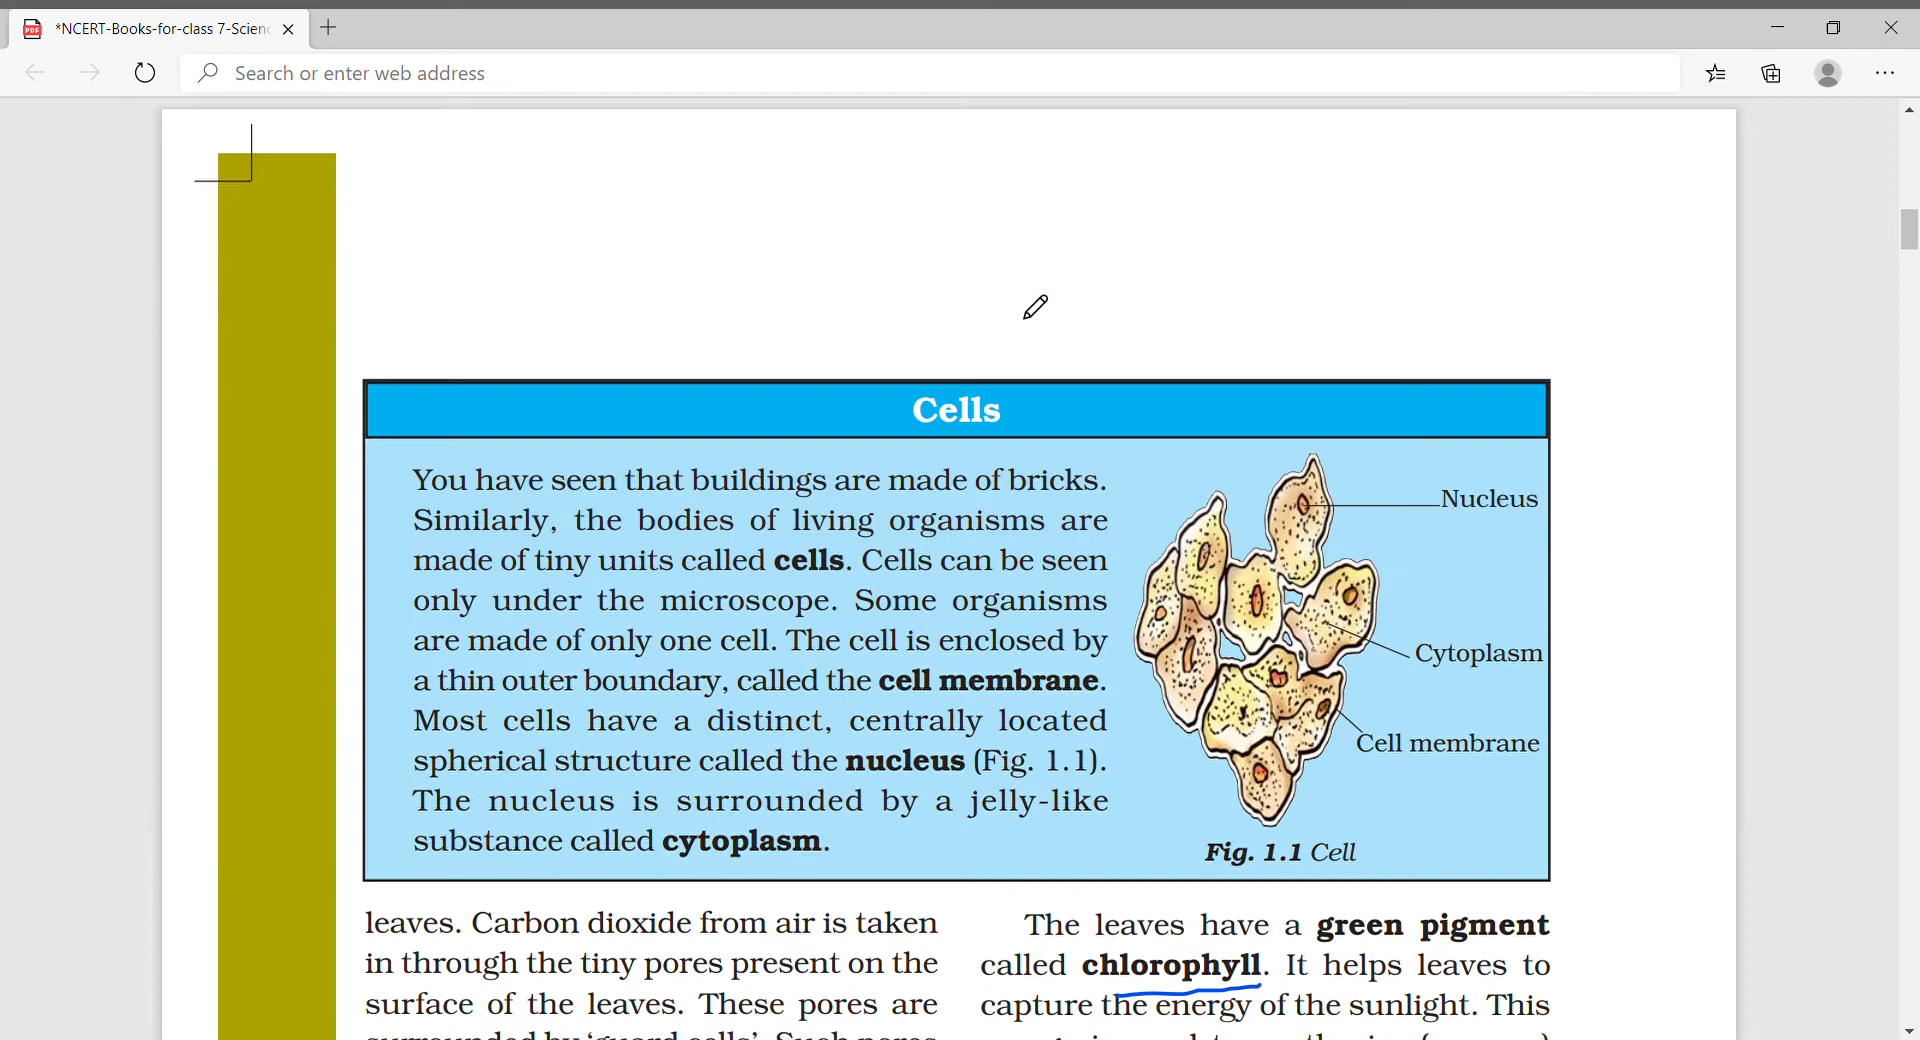 *NCERT-Books-for-class 7-Scienc
Search or enter web address
Cells
You have seen that buildings are made of bricks.
Similarly, the bodies of living organisms are
made of tiny units called cells. Cells can be seen
only under the microscope. Some organisms
are made of only one cell. The cell is enclosed by
a thin outer boundary, called the cell membrane.
Most cells have a distinct, centrally located
spherical structure called the nucleus (Fig. 1.1).
The nucleus is surrounded by a jelly-like
substance called cytoplasm.
Nucleus
Cytoplasm
Cell membrane
Fig. 1.1 Cell
leaves. Carbon dioxide from air is taken
in through the tiny pores present on the
surface of the leaves. These pores are
surrounded by ‘guard cells’. Such pores
The leaves have a green pigment
called chlorophyll. It helps leaves to
capture the energy of the sunlight. This